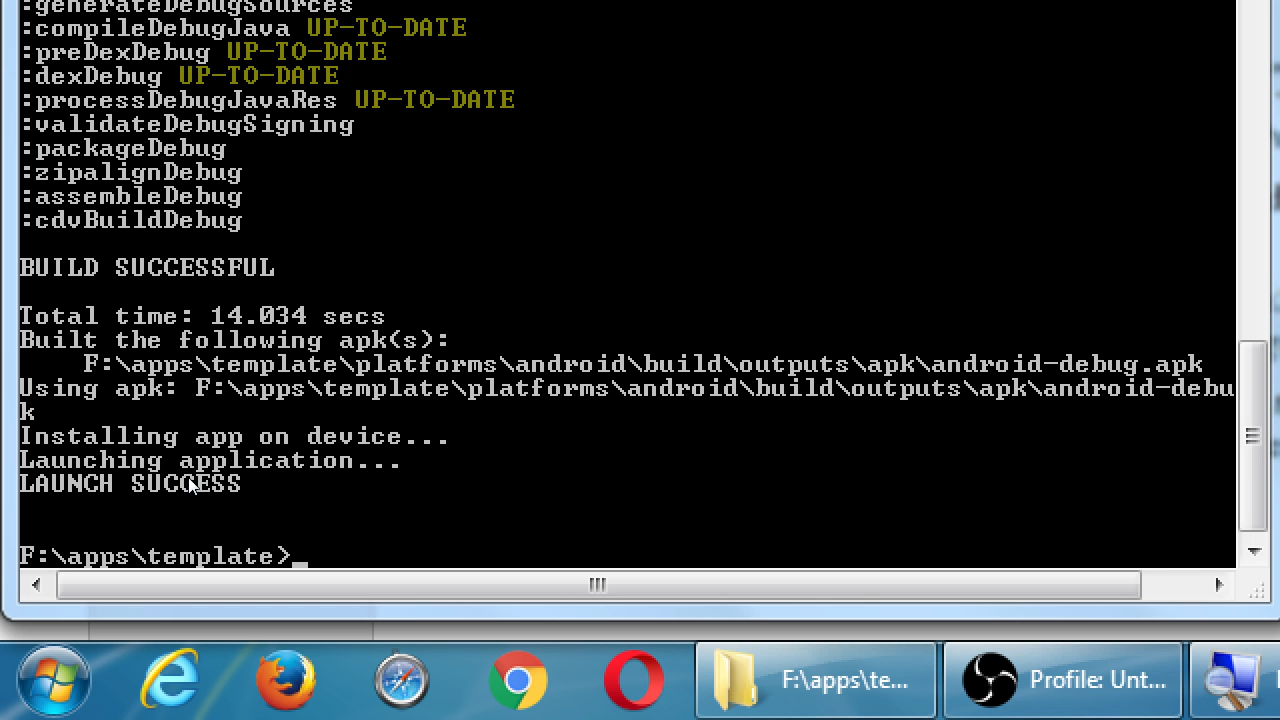 :generateDebugSources
:compileDebugJava UP-TO-DATE
:preDexDebug UP-TO-DATE
:dexDebug UP-TO-DATE
:processDebugJavaRes UP-TO-DATE
:validateDebugSigning
:packageDebug
:zipalignDebug
:assembleDebug
:cdvBuildDebug
BUILD SUCCESSFUL
Total time: 14.034 secs
Built the following apk(s):
F:\apps\template\platforms\android\build\outputs\apk\android-debug.apk
Using apk: F:\apps\template\platforms\android\build\outputs\apk\android-debu
k
Installing app on device...
Launching application...
LAUNCH SUCCESS
F:\apps\template>_
F:\apps\te...
Profile: Unt...